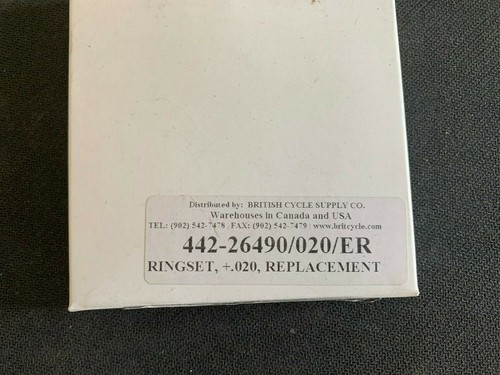 Distributed by: BRITISH CYCLE SUPPLY CO.
Warehouses in Canada and USA
TEL: (902) 542-7478 | FAX: (902) 542-7479 | www.britcycle.com
442-26490/020/ER
RINGSET, +.020, REPLACEMENT